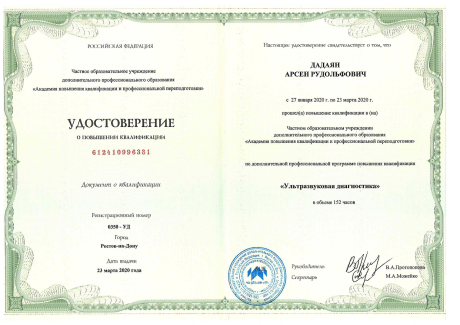 РОССИЙСКАЯ ФЕДЕРАЦИЯ
Частное образовательное учреждение
дополнительного профессионального образования
«Академия повышения квалификации и профессиональной переподготовки»
УДОСТОВЕРЕНИЕ
О ПОВЫШЕНИИ КВАЛИФИКАЦИИ
612410996331
Документ о квалификации
Регистрационный номер
0350 - УД
Город
Ростов-на-Дону
Дата выдачи
23 марта 2020 года
Настоящее удостоверение свидетельствует о том, что
ДАДАЯН
АРСЕН РУДОЛЬФОВИЧ
с 27 января 2020 г. по 23 марта 2020 г.
прошел(а) повышение квалификации в (на)
Частном образовательном учреждении
дополнительного профессионального образования
«Академия повышения квалификации и профессиональной переподготовки»
по дополнительной профессиональной программе повышения квалификации
«Ультразвуковая диагностика»
в объеме 152 часов
Руководитель
В.А.Протопопова
Секретарь
М.А.Можейко